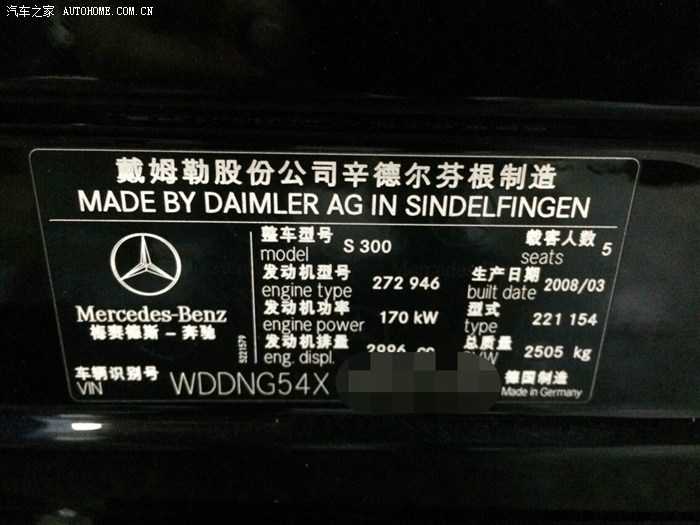 汽车之家 AUTOHOME.COM.CN
戴姆勒股份公司辛德尔芬根制造
MADE BY DAIMLER AG IN SINDELFINGEN
整车型号 S 300 载客人数 5
model seats
发动机型号 272 946 生产日期 2008/03
engine type built date
发动机功率 170 kW 型式 221 154
engine power type
发动机排量 总质量 2505 kg
eng. displ.
Mercedes-Benz
梅赛德斯-奔驰
5221579
车辆识别号 WDDNG54X 德国制造
VIN Made in Germany